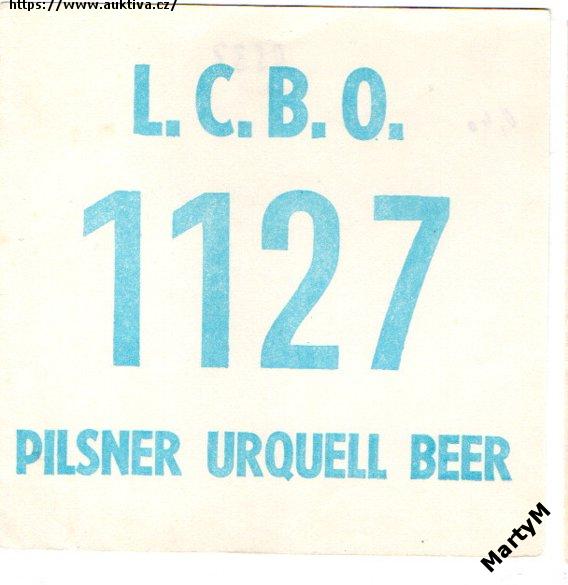 https://www.auktiva.cz/
L.C.B.O.
1127
PILSNER URQUELL BEER
MartyM